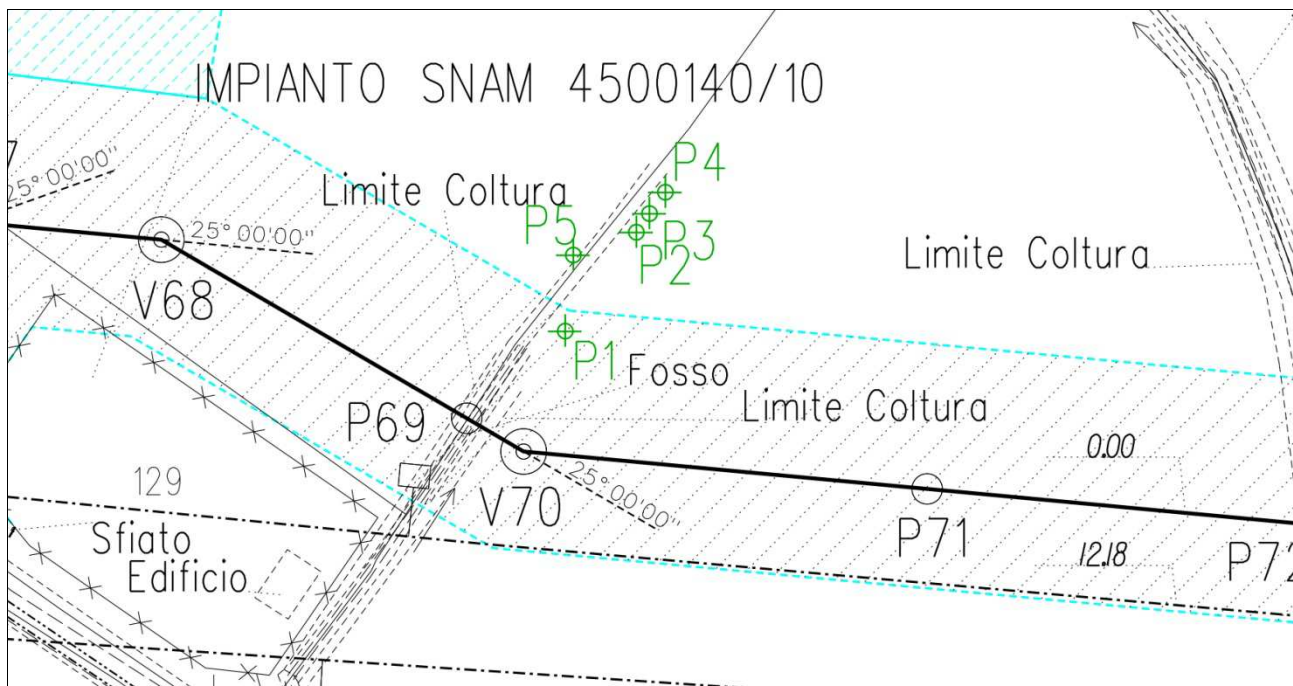 IMPIANTO SNAM 4500140/10
25°00'00"
Limite Coltura
P4
25°00'00"
P5
P3
P2
Limite Coltura
V68
P1
Fosso
Limite Coltura
P69
0.00
129
25°00'00"
V70
P71
Sfiato
12.18
P72
Edificio